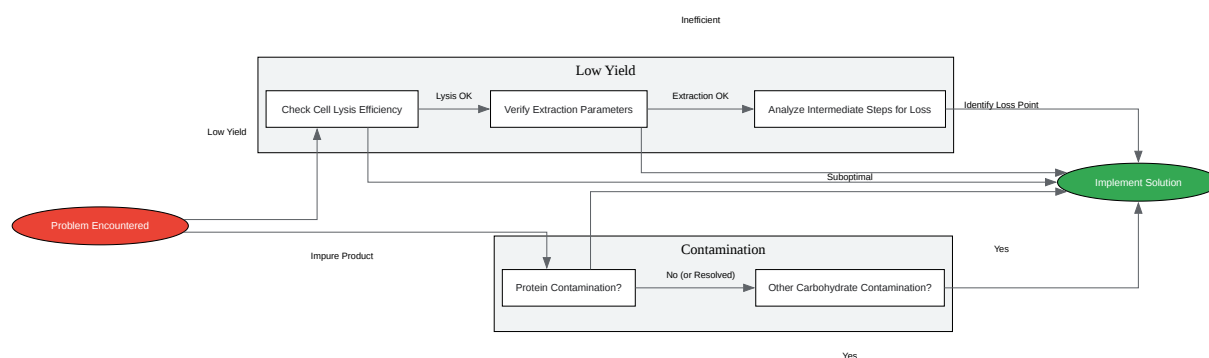 Inefficient
Low Yield
Check Cell Lysis Efficiency
Lysis OK
Verify Extraction Parameters
Extraction OK
Analyze Intermediate Steps for Loss
Identify Loss Point
Low Yield
Suboptimal
Implement Solution
Problem Encountered
Impure Product
Contamination
Yes
Protein Contamination?
No (or Resolved)
Other Carbohydrate Contamination?
Yes